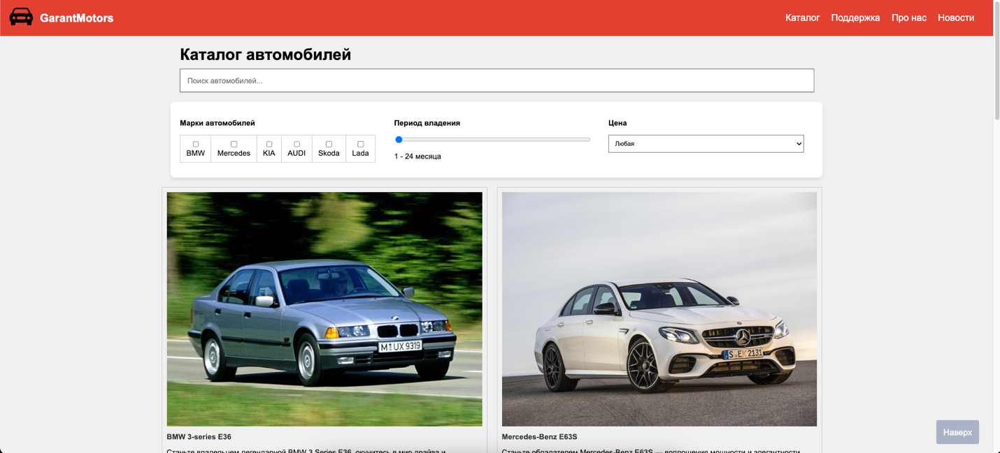 GarantMotors
Каталог Поддержка Про нас Новости
Каталог автомобилей
Поиск автомобилей...
Марки автомобилей
BMW Mercedes KIA AUDI Skoda Lada
Период владения
1 - 24 месяца
Цена
Любая
M UX 9319
S EK 2131
BMW 3-series E36
Mercedes-Benz E63S
Станьте владельцем легендарной BMW 3 Series E36, окунитесь в мир драйва и
Станьте обладателем Mercedes-Benz E63S — воплощения мощности и элегантности.
Наверх